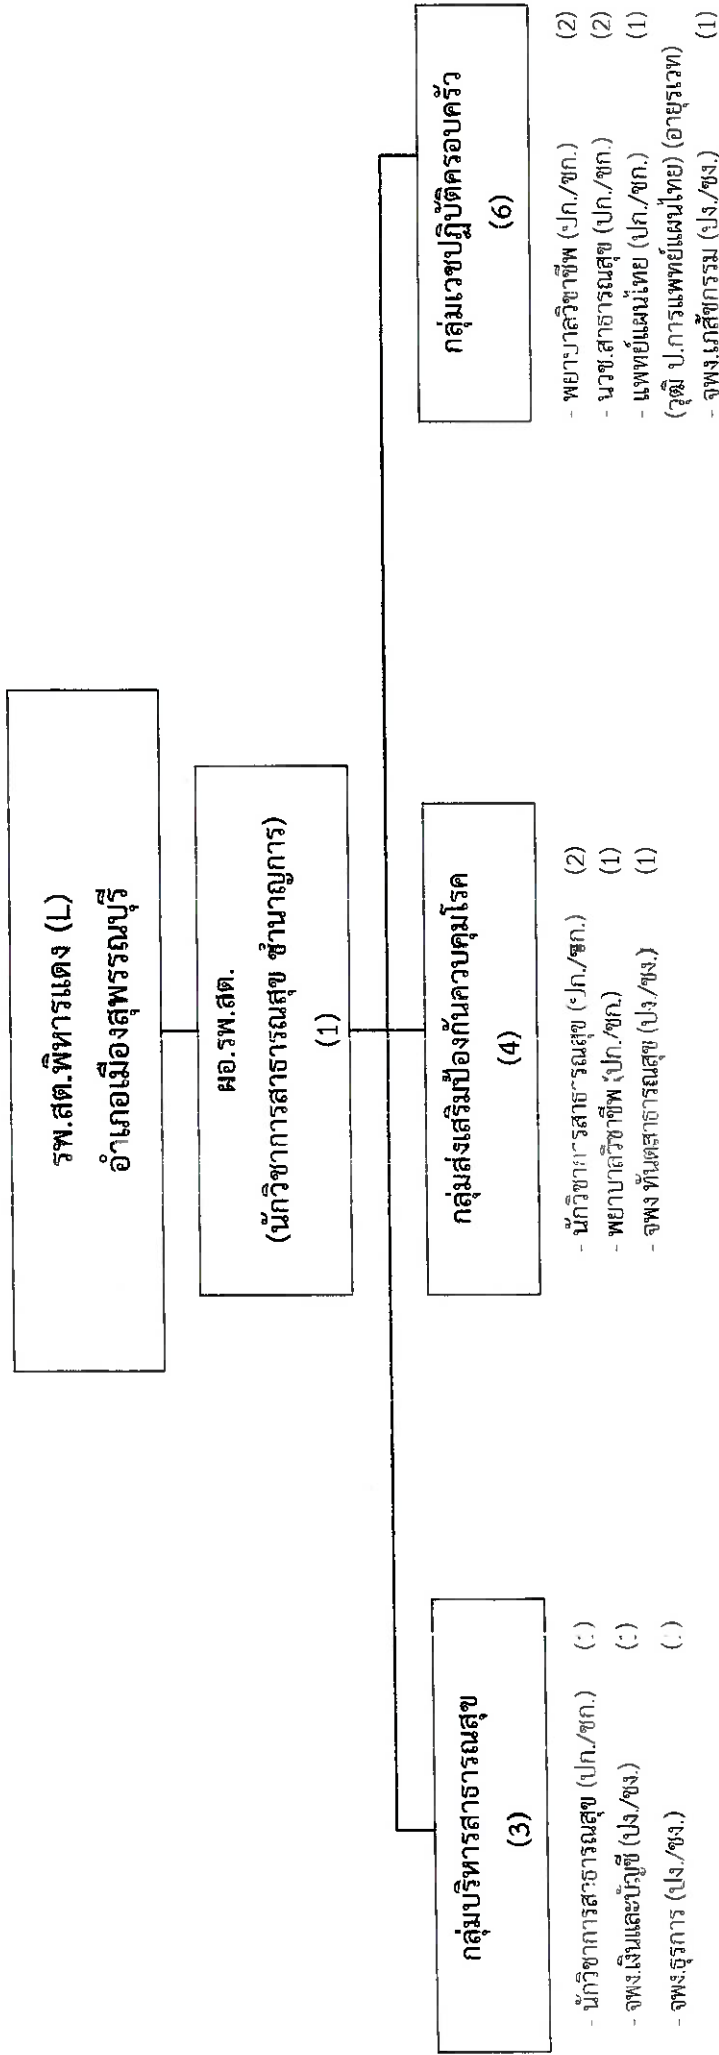 รพ.สต.พิหารแดง (L)
อำเภอเมืองสุพรรณบุรี
ผอ.รพ.สต.
(นักวิชาการสาธารณสุข ชำนาญการ)
(1)
กลุ่มบริหารสาธารณสุข
(3)
- นักวิชาการสาธารณสุข (ปก./ชก.)
- จพง.เงินและบัญชี (ปง./ชง.)
- จพง.ธุรการ (ปง./ชง.)
กลุ่มส่งเสริมป้องกันควบคุมโรค
(4)
- นักวิชาการสาธารณสุข (ปก./ชก.) (2)
- พยาบาลวิชาชีพ (ปก./ชก.) (1)
- จพง ทันตสาธารณสุข (ปง./ชง.) (1)
กลุ่มเวชปฏิบัติครอบครัว
(6)
- พยาบาลวิชาชีพ (ปก./ชก.) (2)
- นวช.สาธารณสุข (ปก./ชก.) (2)
- แพทย์แผนไทย (ปก./ชก.) (1)
(วุฒิ ป.การแพทย์แผนไทย) (อายุรเวท)
- จพง.เภสัชกรรม (ปง./ชง.) (1)